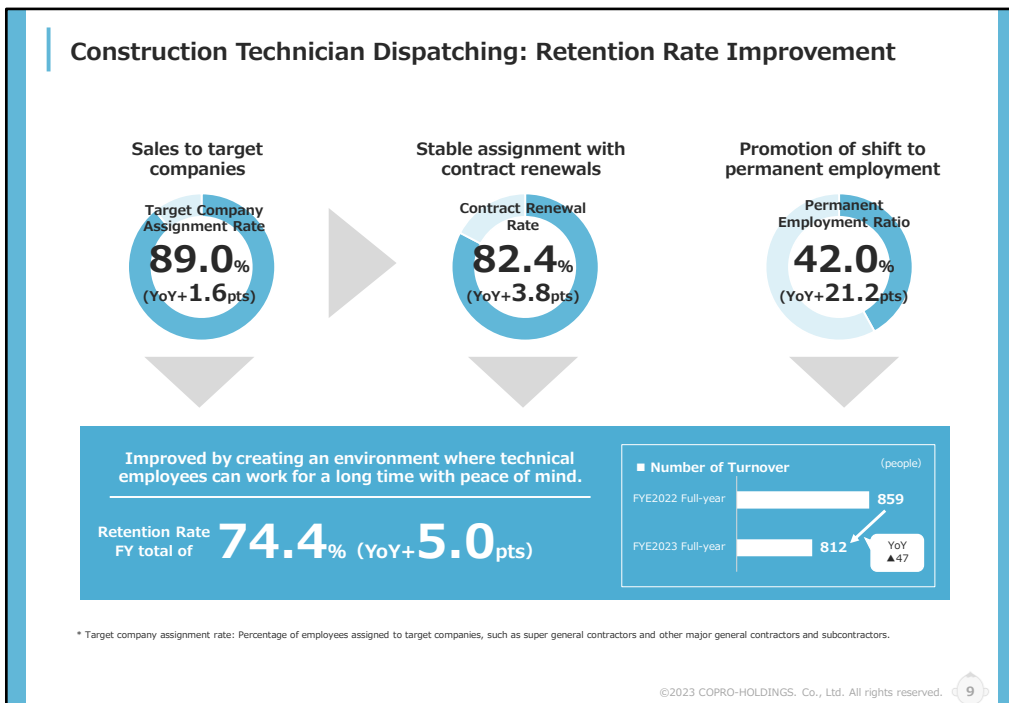 Construction Technician Dispatching: Retention Rate Improvement
Sales to target
companies
Target Company
Assignment Rate
89.0%
(YoY+1.6pts)
Stable assignment with
contract renewals
Contract Renewal
Rate
82.4%
(YoY+3.8pts)
Promotion of shift to
permanent employment
Permanent
Employment Ratio
42.0%
(YoY+21.2pts)
Improved by creating an environment where technical
employees can work for a long time with peace of mind.
Retention Rate
FY total of
74.4% (YoY+5.0pts)
■ Number of Turnover
(people)
FYE2022 Full-year
859
FYE2023 Full-year
812
YoY
▲47
* Target company assignment rate: Percentage of employees assigned to target companies, such as super general contractors and other major general contractors and subcontractors.
©2023 COPRO-HOLDINGS. Co., Ltd. All rights reserved.
9